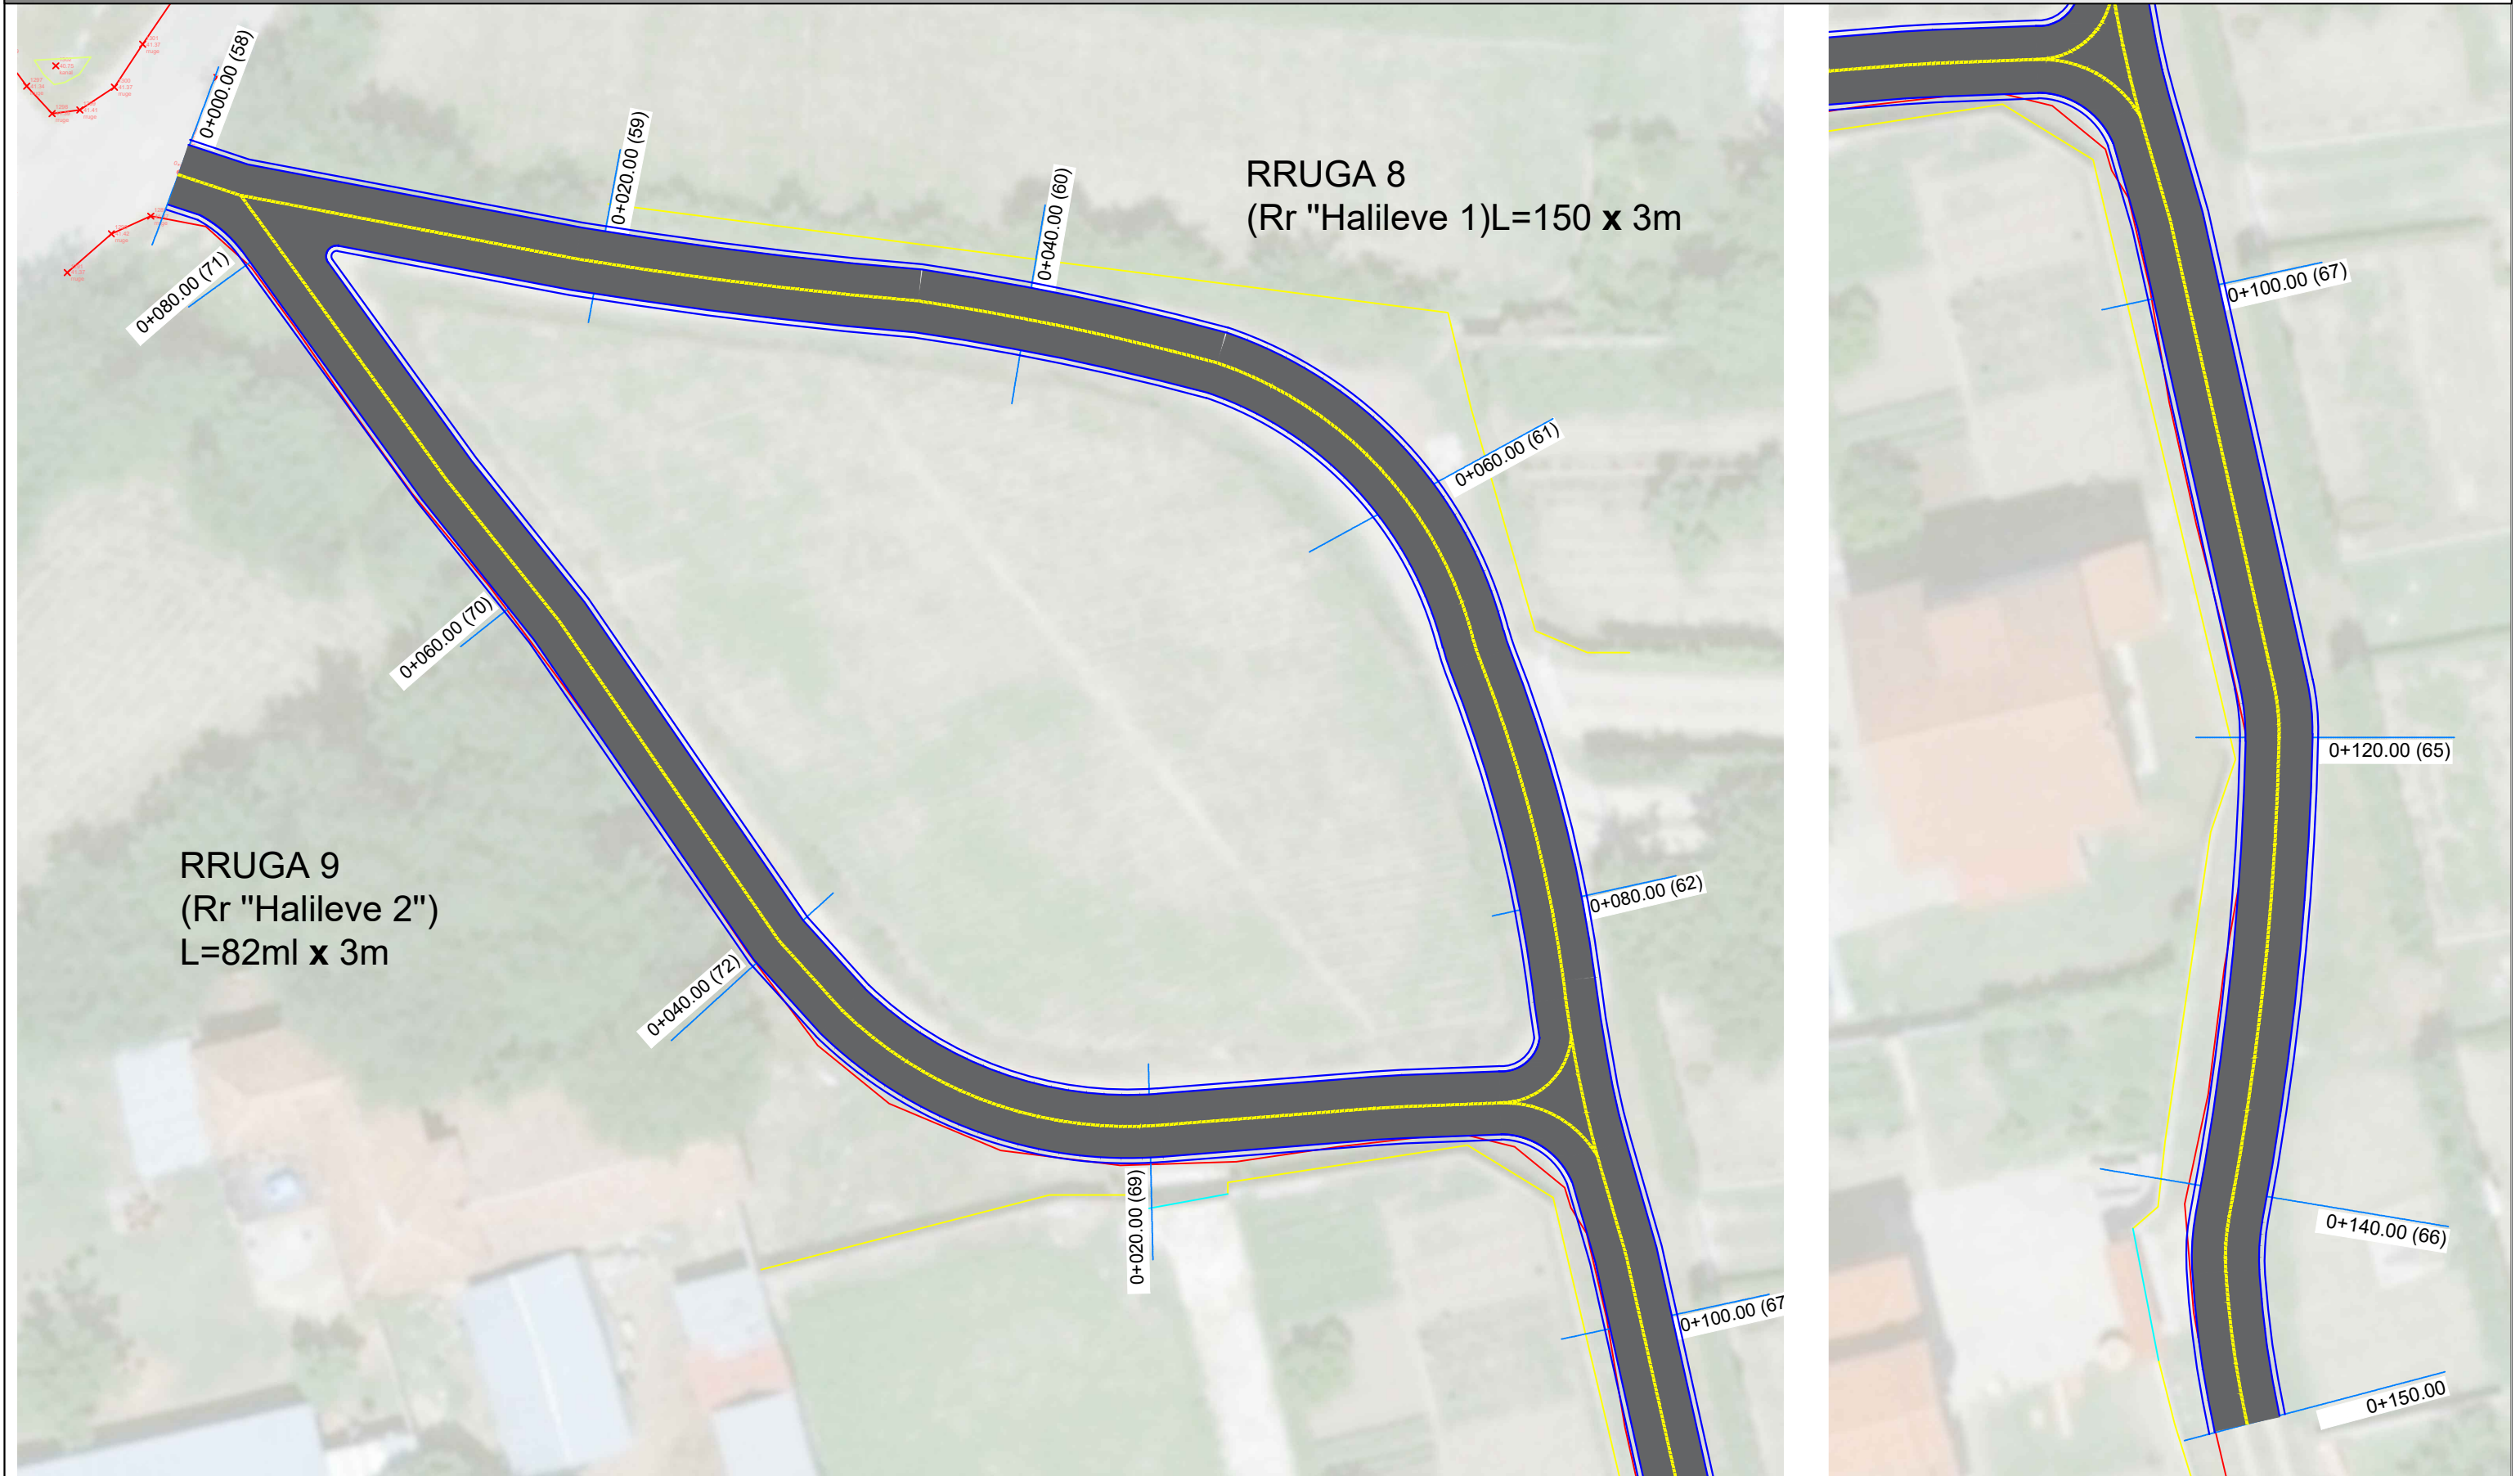 0+000.00 (58)
0+020.00 (59)
0+040.00 (60)
RRUGA 8
(Rr "Halileve 1)L=150 x 3m
0+080.00 (71)
0+060.00 (61)
0+060.00 (70)
0+080.00 (62)
RRUGA 9
(Rr "Halileve 2")
L=82ml x 3m
0+040.00 (72)
0+020.00 (69)
0+100.00 (67
0+100.00 (67)
0+120.00 (65)
0+140.00 (66)
0+150.00